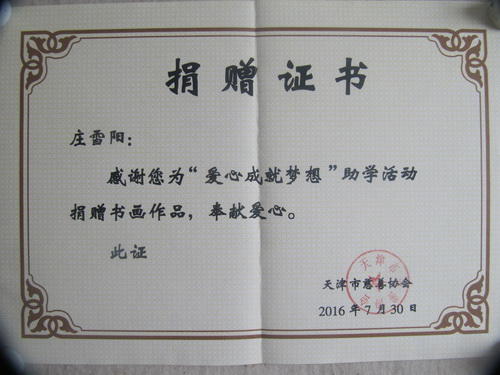 捐赠证书
庄雪阳：
感谢您为“爱心成就梦想”助学活动
捐赠书画作品，奉献爱心。
此证
天津市慈善协会
2016年7月30日